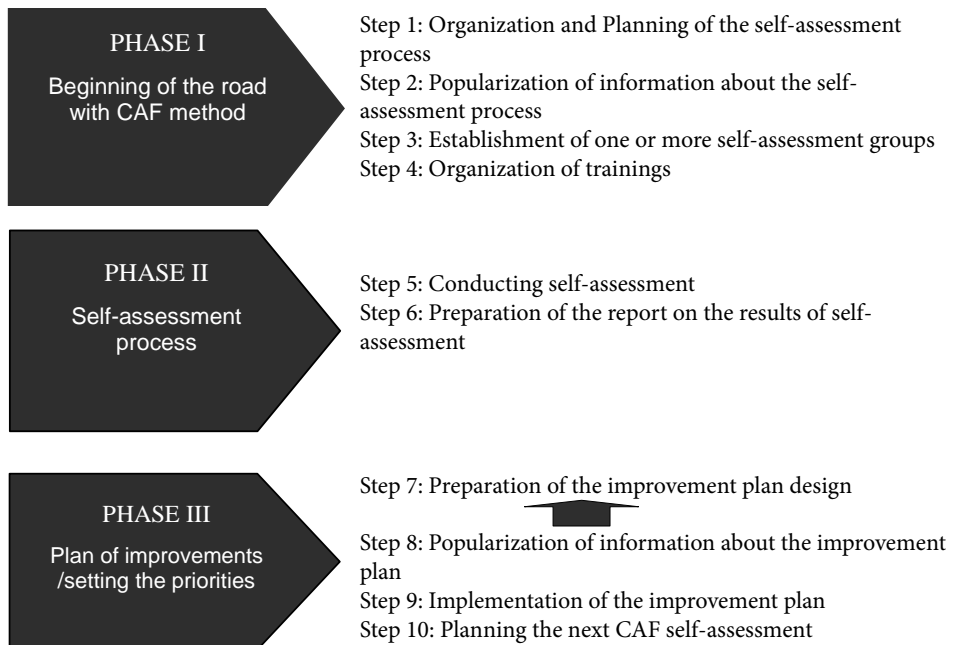 PHASE I
Beginning of the road
with CAF method
Step 1: Organization and Planning of the self-assessment
process
Step 2: Popularization of information about the self-
assessment process
Step 3: Establishment of one or more self-assessment groups
Step 4: Organization of trainings
PHASE II
Self-assessment
process
Step 5: Conducting self-assessment
Step 6: Preparation of the report on the results of self-
assessment
PHASE III
Plan of improvements
/setting the priorities
Step 7: Preparation of the improvement plan design
Step 8: Popularization of information about the improvement
plan
Step 9: Implementation of the improvement plan
Step 10: Planning the next CAF self-assessment